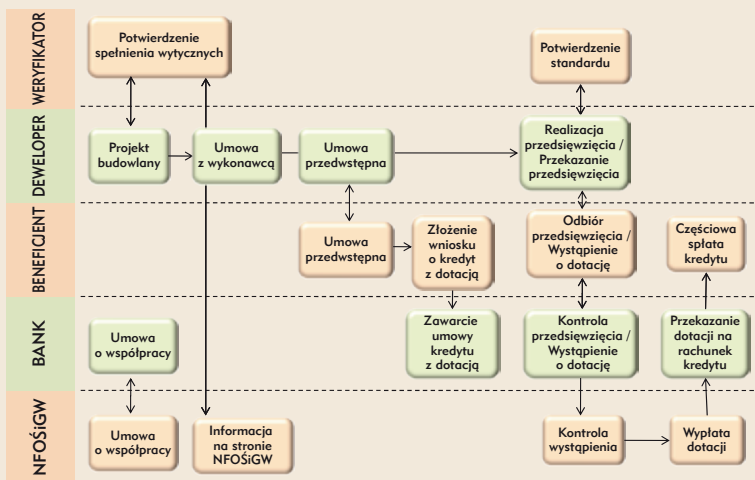 WERYFIKATOR
Potwierdzenie
spełnienia wytycznych
Potwierdzenie
standardu
DEWELOPER
Projekt
budowlany
Umowa
z wykonawcą
Umowa
przedwstępna
Realizacja
przedsięwzięcia /
Przekazanie
przedsięwzięcia
BENEFICIENT
Umowa
przedwstępna
Złożenie
wniosku
o kredyt
z dotacją
Odbiór
przedsięwzięcia /
Wystąpienie
o dotację
Częściowa
spłata
kredytu
BANK
Umowa
o współpracy
Zawarcie
umowy
kredytu
z dotacją
Kontrola
przedsięwzięcia /
Wystąpienie
o dotację
Przekazanie
dotacji na
rachunek
kredytu
NFOŚiGW
Umowa
o współpracy
Informacja
na stronie
NFOŚiGW
Kontrola
wystąpienia
Wypłata
dotacji